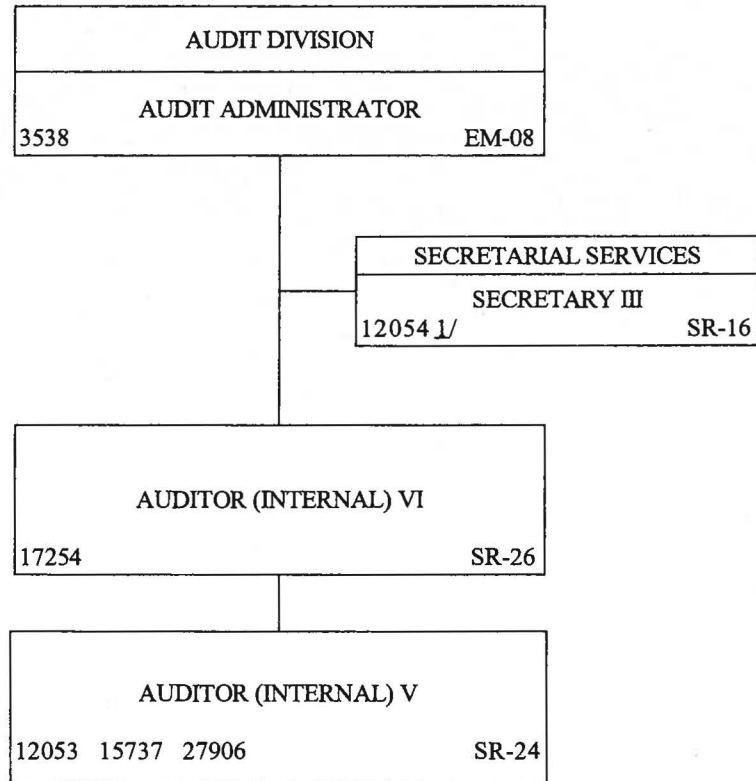 AUDIT DIVISION
AUDIT ADMINISTRATOR
3538 EM-08
SECRETARIAL SERVICES
SECRETARY III
12054 1/ SR-16
AUDITOR (INTERNAL) VI
17254 SR-26
AUDITOR (INTERNAL) V
12053 15737 27906 SR-24